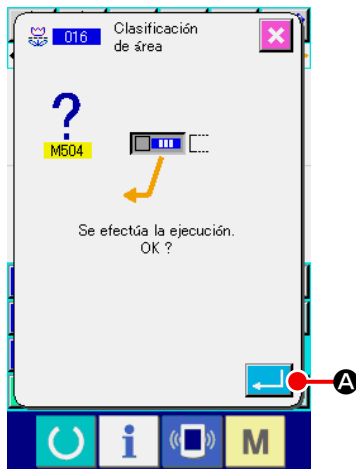 016
Clasificación
de área
?
M504
Se efectúa la ejecución.
OK ?
A
i
M